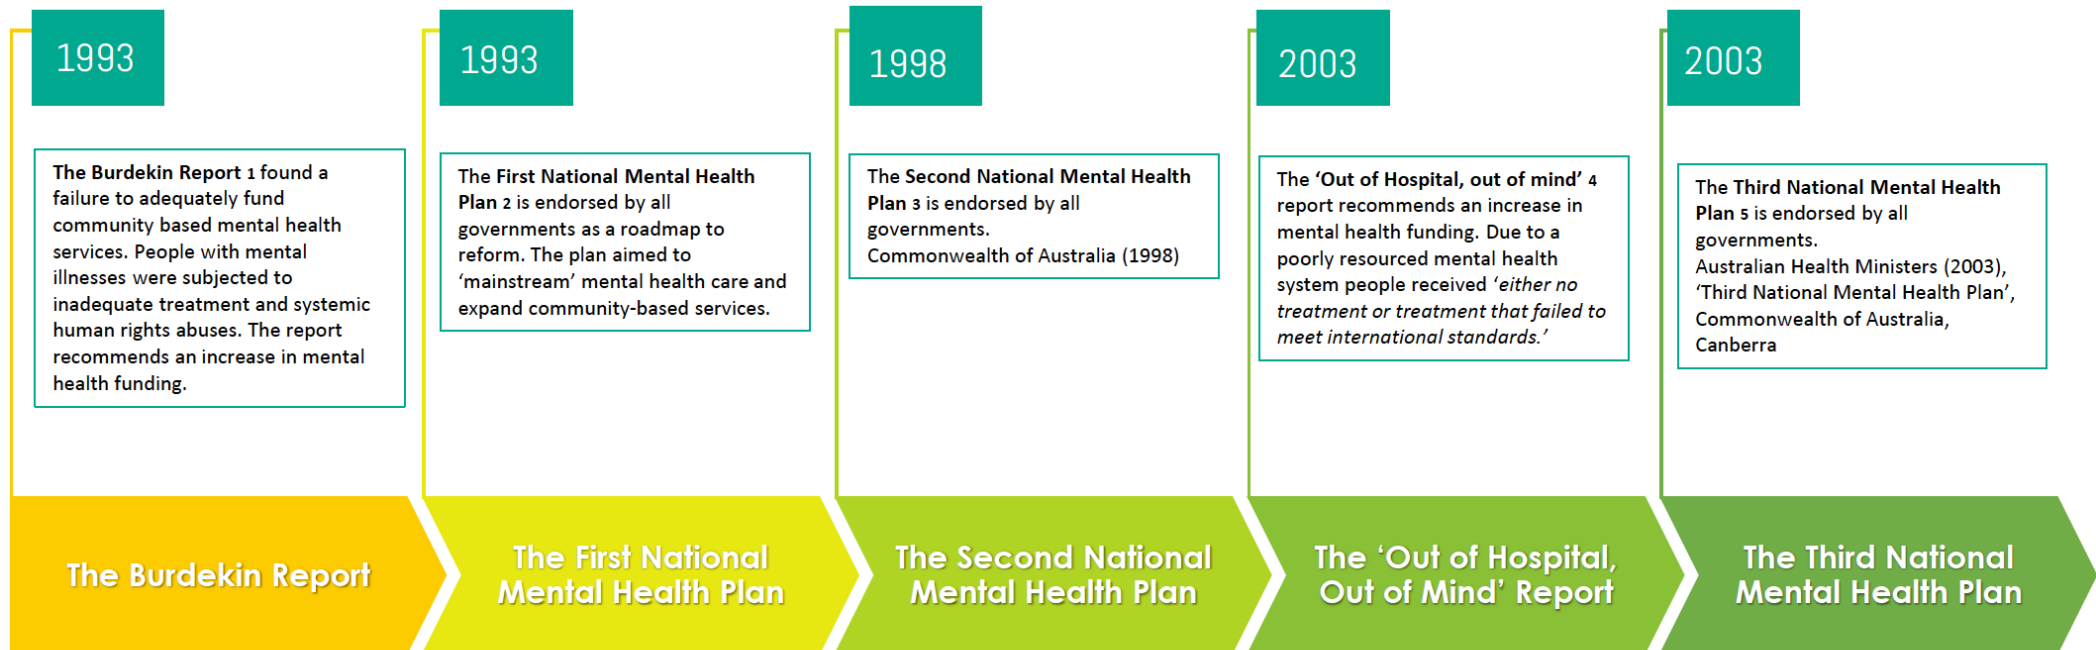 1993
The Burdekin Report 1 found a
failure to adequately fund
community based mental health
services. People with mental
illnesses were subjected to
inadequate treatment and systemic
human rights abuses. The report
recommends an increase in mental
health funding.
The Burdekin Report
1993
The First National Mental Health
Plan 2 is endorsed by all
governments as a roadmap to
reform. The plan aimed to
‘mainstream’ mental health care and
expand community-based services.
The First National
Mental Health Plan
1998
The Second National Mental Health
Plan 3 is endorsed by all
governments.
Commonwealth of Australia (1998)
The Second National
Mental Health Plan
2003
The ‘Out of Hospital, out of mind’ 4
report recommends an increase in
mental health funding. Due to a
poorly resourced mental health
system people received ‘either no
treatment or treatment that failed to
meet international standards.’
The ‘Out of Hospital,
Out of Mind’ Report
2003
The Third National Mental Health
Plan 5 is endorsed by all
governments.
Australian Health Ministers (2003),
‘Third National Mental Health Plan’,
Commonwealth of Australia,
Canberra
The Third National
Mental Health Plan